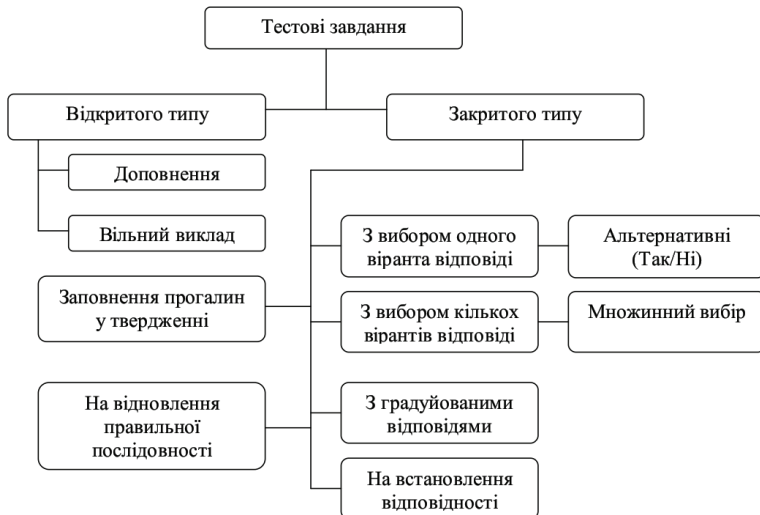 Тестові завдання
Відкритого типу
Закритого типу
Доповнення
Вільний виклад
З вибором одного
віранта відповіді
Альтернативні
(Так/Ні)
Заповнення прогалин
у твердженні
З вибором кількох
вірантів відповіді
Множинний вибір
На відновлення
правильної
послідовності
З градуйованими
відповідями
На встановлення
відповідності